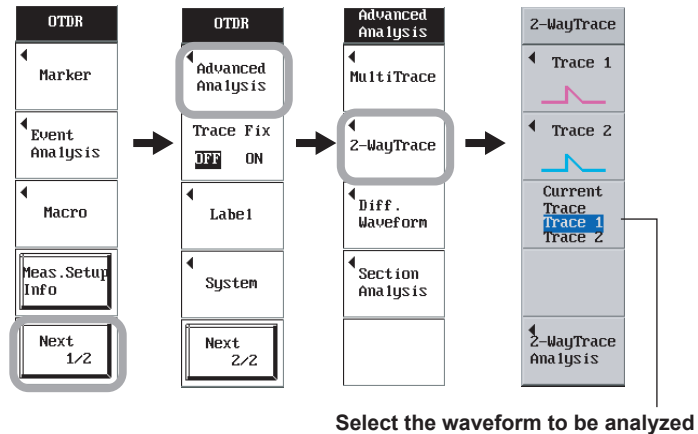 OTDR
Marker
Event
Analysis
Macro
Meas.Setup
Info
Next
1/2
OTDR
Advanced
Analysis
Trace Fix
OFF ON
Label
System
Next
2/2
Advanced
Analysis
MultiTrace
2-WayTrace
Diff.
Waveform
Section
Analysis
2-WayTrace
Trace 1
Trace 2
Current
Trace
Trace 1
Trace 2
2-WayTrace
Analysis
Select the waveform to be analyzed